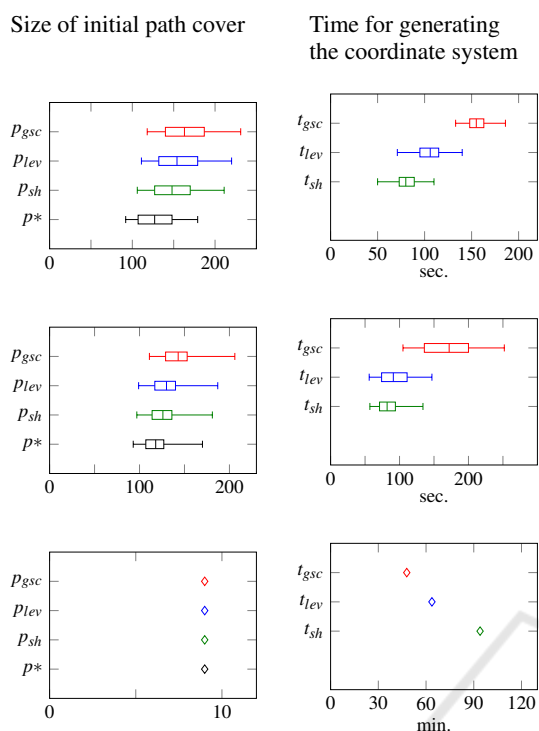 Size of initial path cover
Time for generating
the coordinate system
p_gsc
p_lev
p_sh
p*
100
200
t_gsc
t_lev
t_sh
0
50
100
150
200
sec.
p_gsc
p_lev
p_sh
p*
100
200
t_gsc
t_lev
t_sh
0
100
200
sec.
p_gsc
p_lev
p_sh
p*
0
10
t_gsc
t_lev
t_sh
0
30
60
90
120
min.